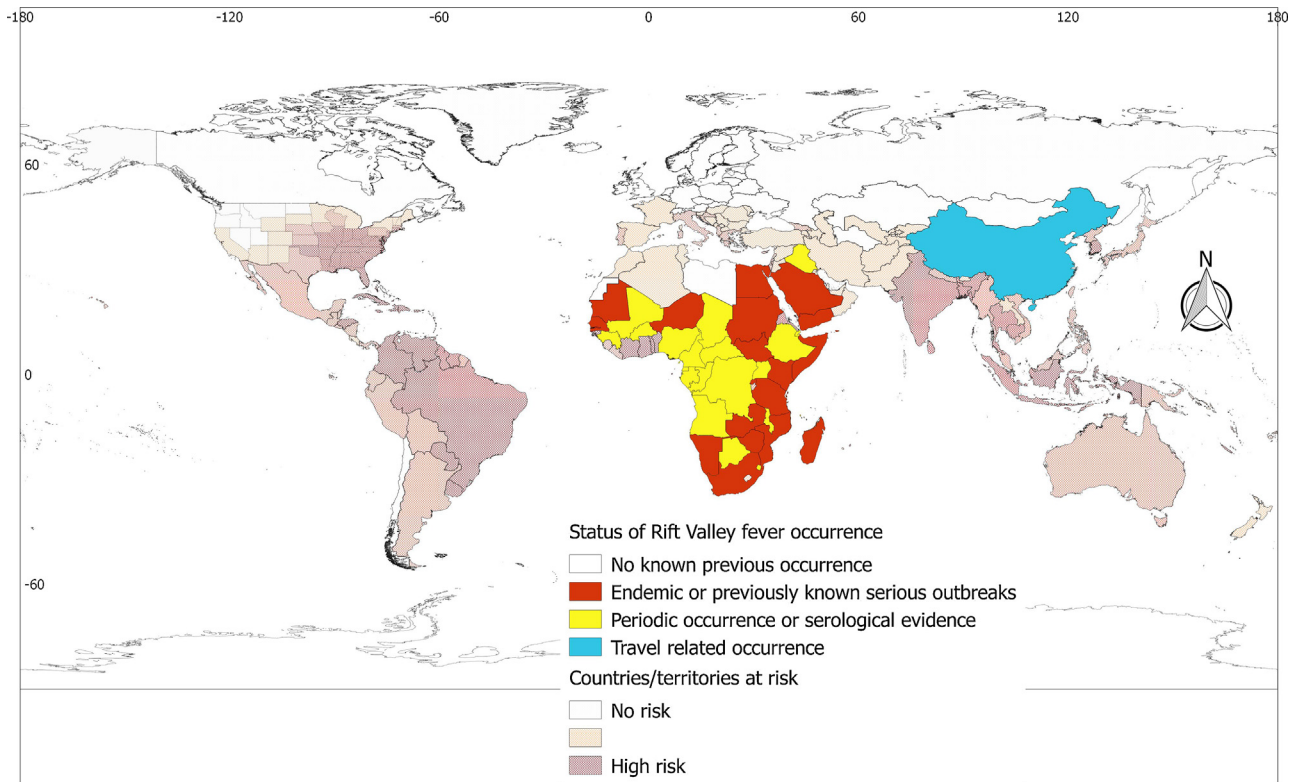 -180 -120 -60 0 60 120 180
60
0
-60
N
Status of Rift Valley fever occurrence
No known previous occurrence
Endemic or previously known serious outbreaks
Periodic occurrence or serological evidence
Travel related occurrence
Countries/territories at risk
No risk
High risk